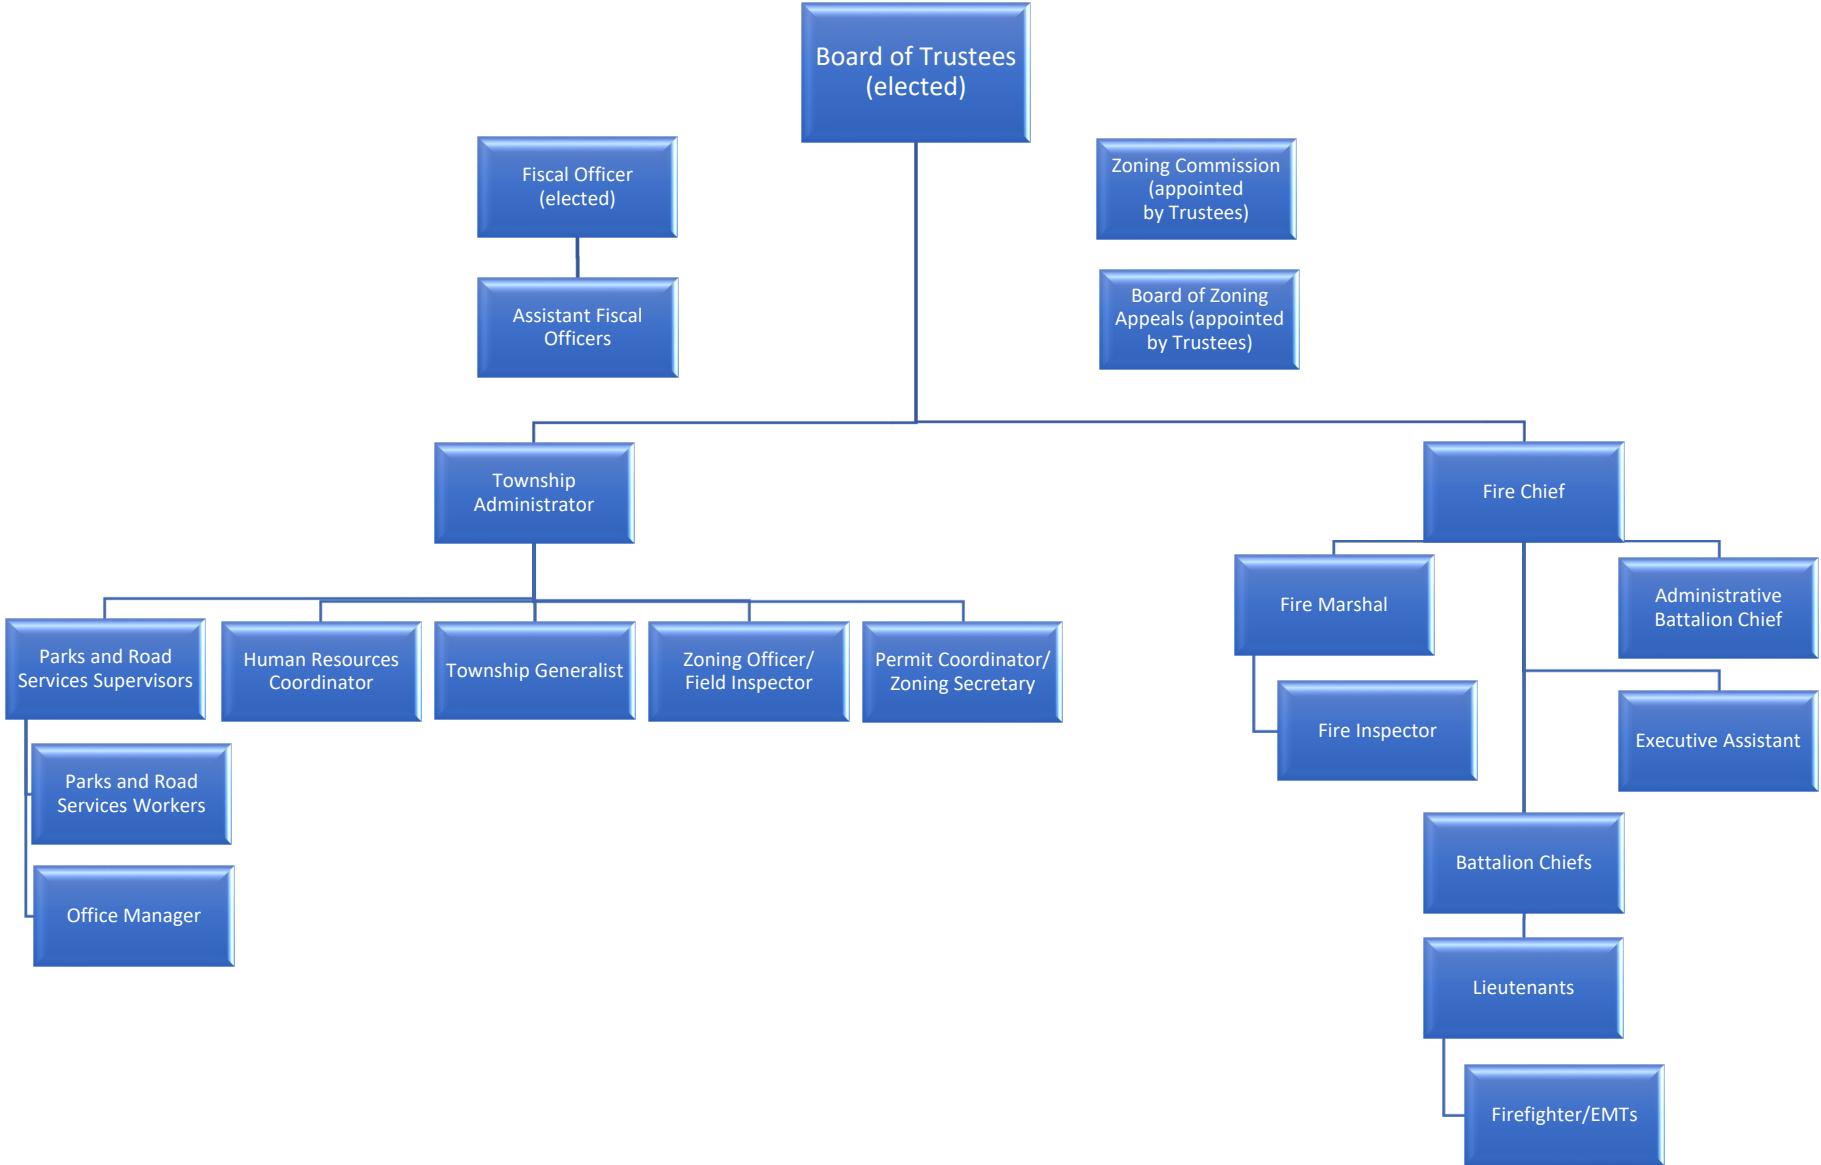 Board of Trustees
(elected)
Fiscal Officer
(elected)
Zoning Commission
(appointed
by Trustees)
Assistant Fiscal
Officers
Board of Zoning
Appeals (appointed
by Trustees)
Township
Administrator
Fire Chief
Parks and Road
Services Supervisors
Human Resources
Coordinator
Township Generalist
Zoning Officer/
Field Inspector
Permit Coordinator/
Zoning Secretary
Fire Marshal
Administrative
Battalion Chief
Parks and Road
Services Workers
Fire Inspector
Executive Assistant
Office Manager
Battalion Chiefs
Lieutenants
Firefighter/EMTs